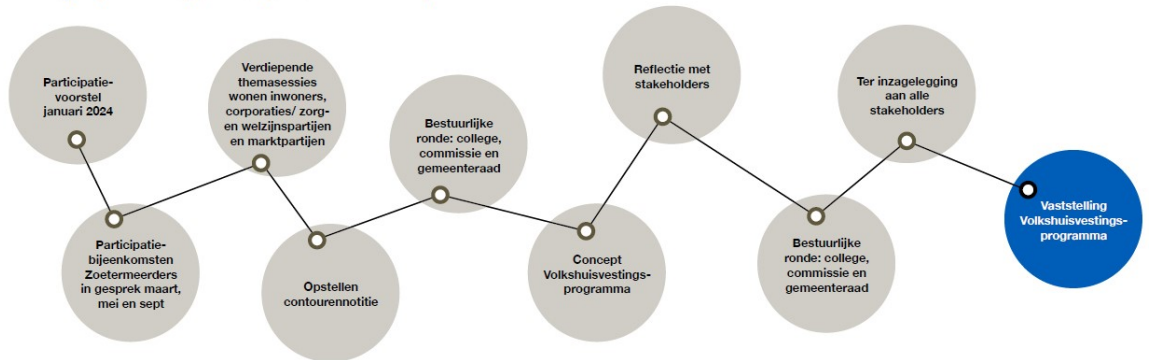 Participatie-
voorstel
januari 2024
Participatie-
bijeenkomsten
Zoetermeerders
in gesprek maart,
mei en sept
Verdiepende
themasessies
wonen inwoners,
corporaties/ zorg-
en welzijnspartijen
en marktpartijen
Opstellen
contourennotitie
Bestuurlijke
ronde: college,
commissie en
gemeenteraad
Concept
Volkshuisvestings-
programma
Reflectie met
stakeholders
Bestuurlijke
ronde: college,
commissie en
gemeenteraad
Ter inzagelegging
aan alle
stakeholders
Vaststelling
Volkshuisvestings-
programma